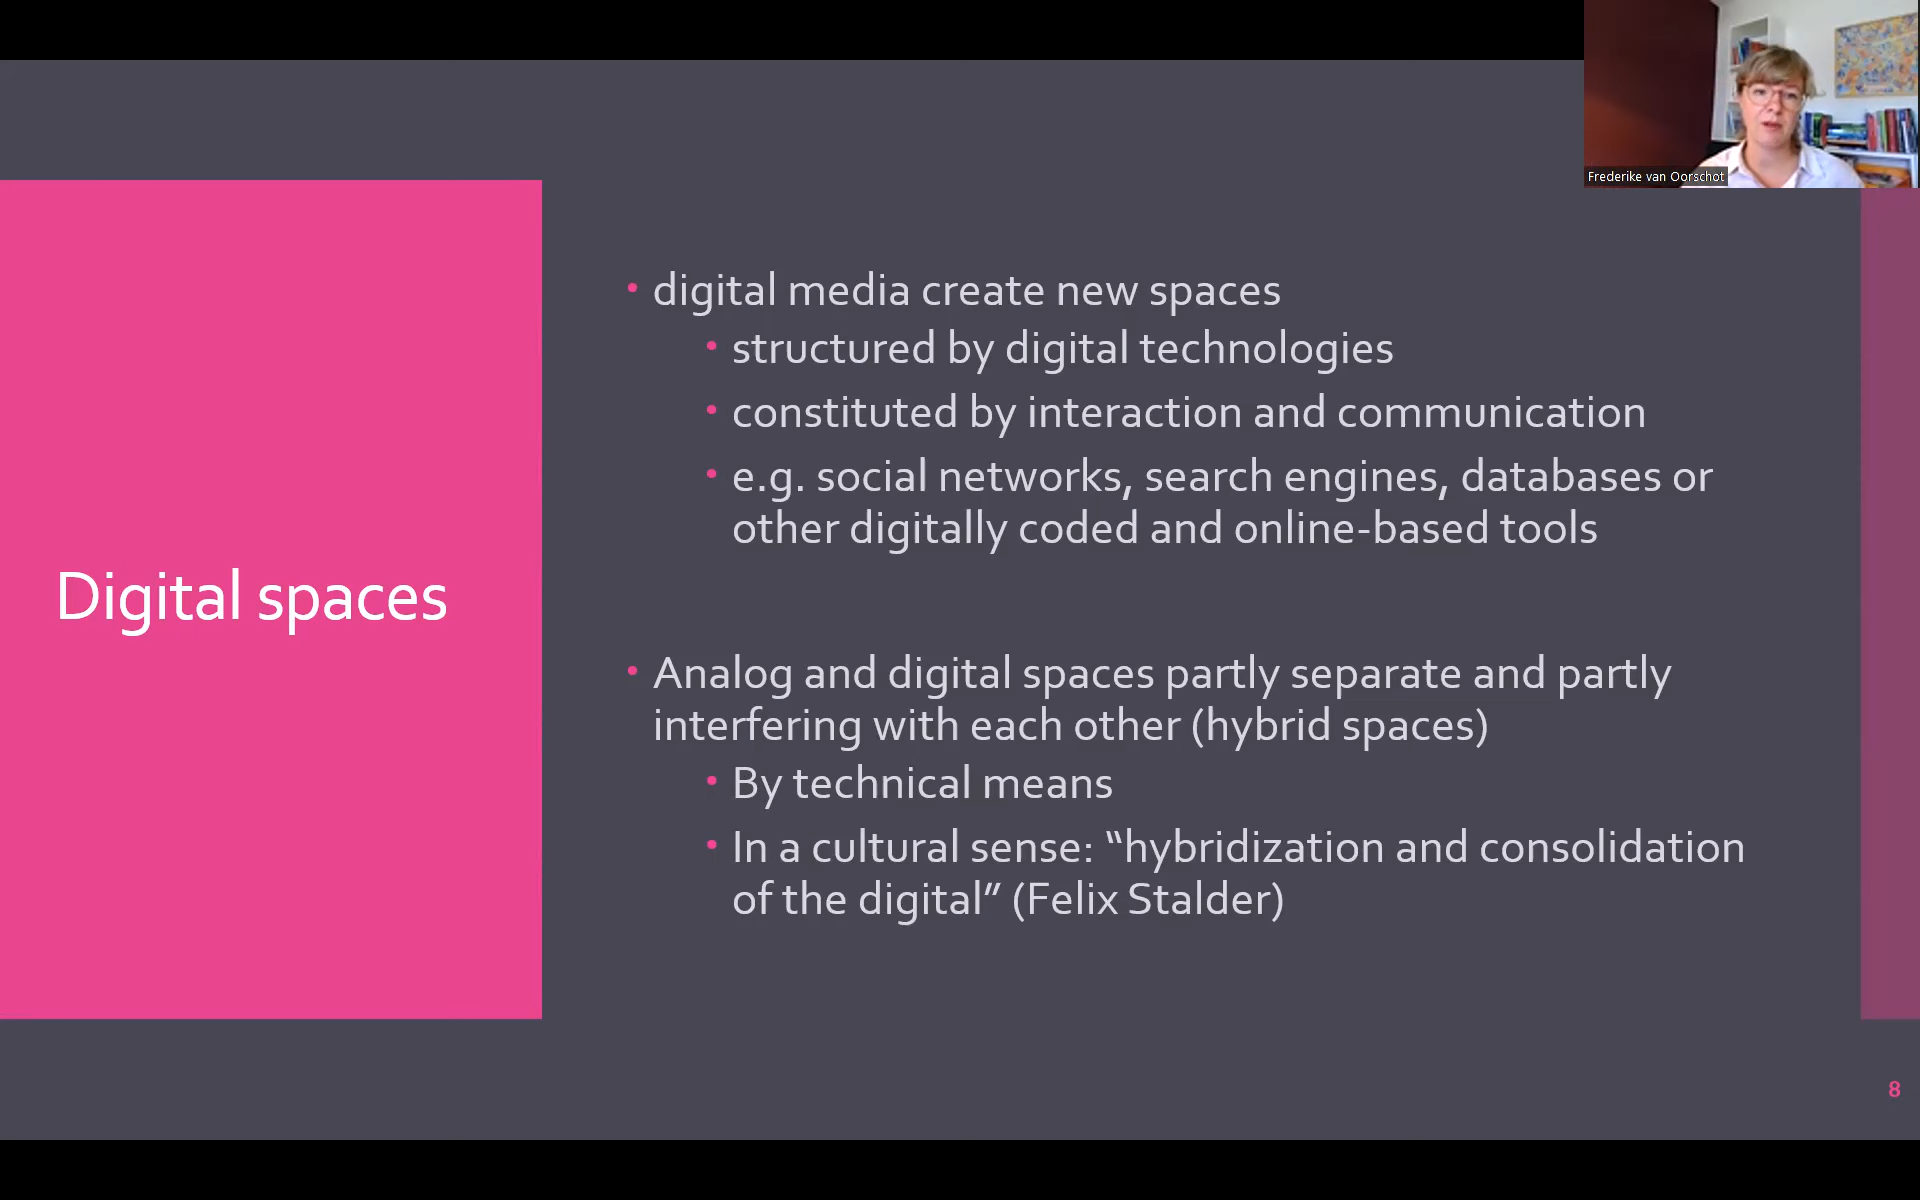 Frederike van Oorschot
Digital spaces
• digital media create new spaces
• structured by digital technologies
• constituted by interaction and communication
• e.g. social networks, search engines, databases or
other digitally coded and online-based tools
• Analog and digital spaces partly separate and partly
interfering with each other (hybrid spaces)
• By technical means
• In a cultural sense: “hybridization and consolidation
of the digital” (Felix Stalder)
8